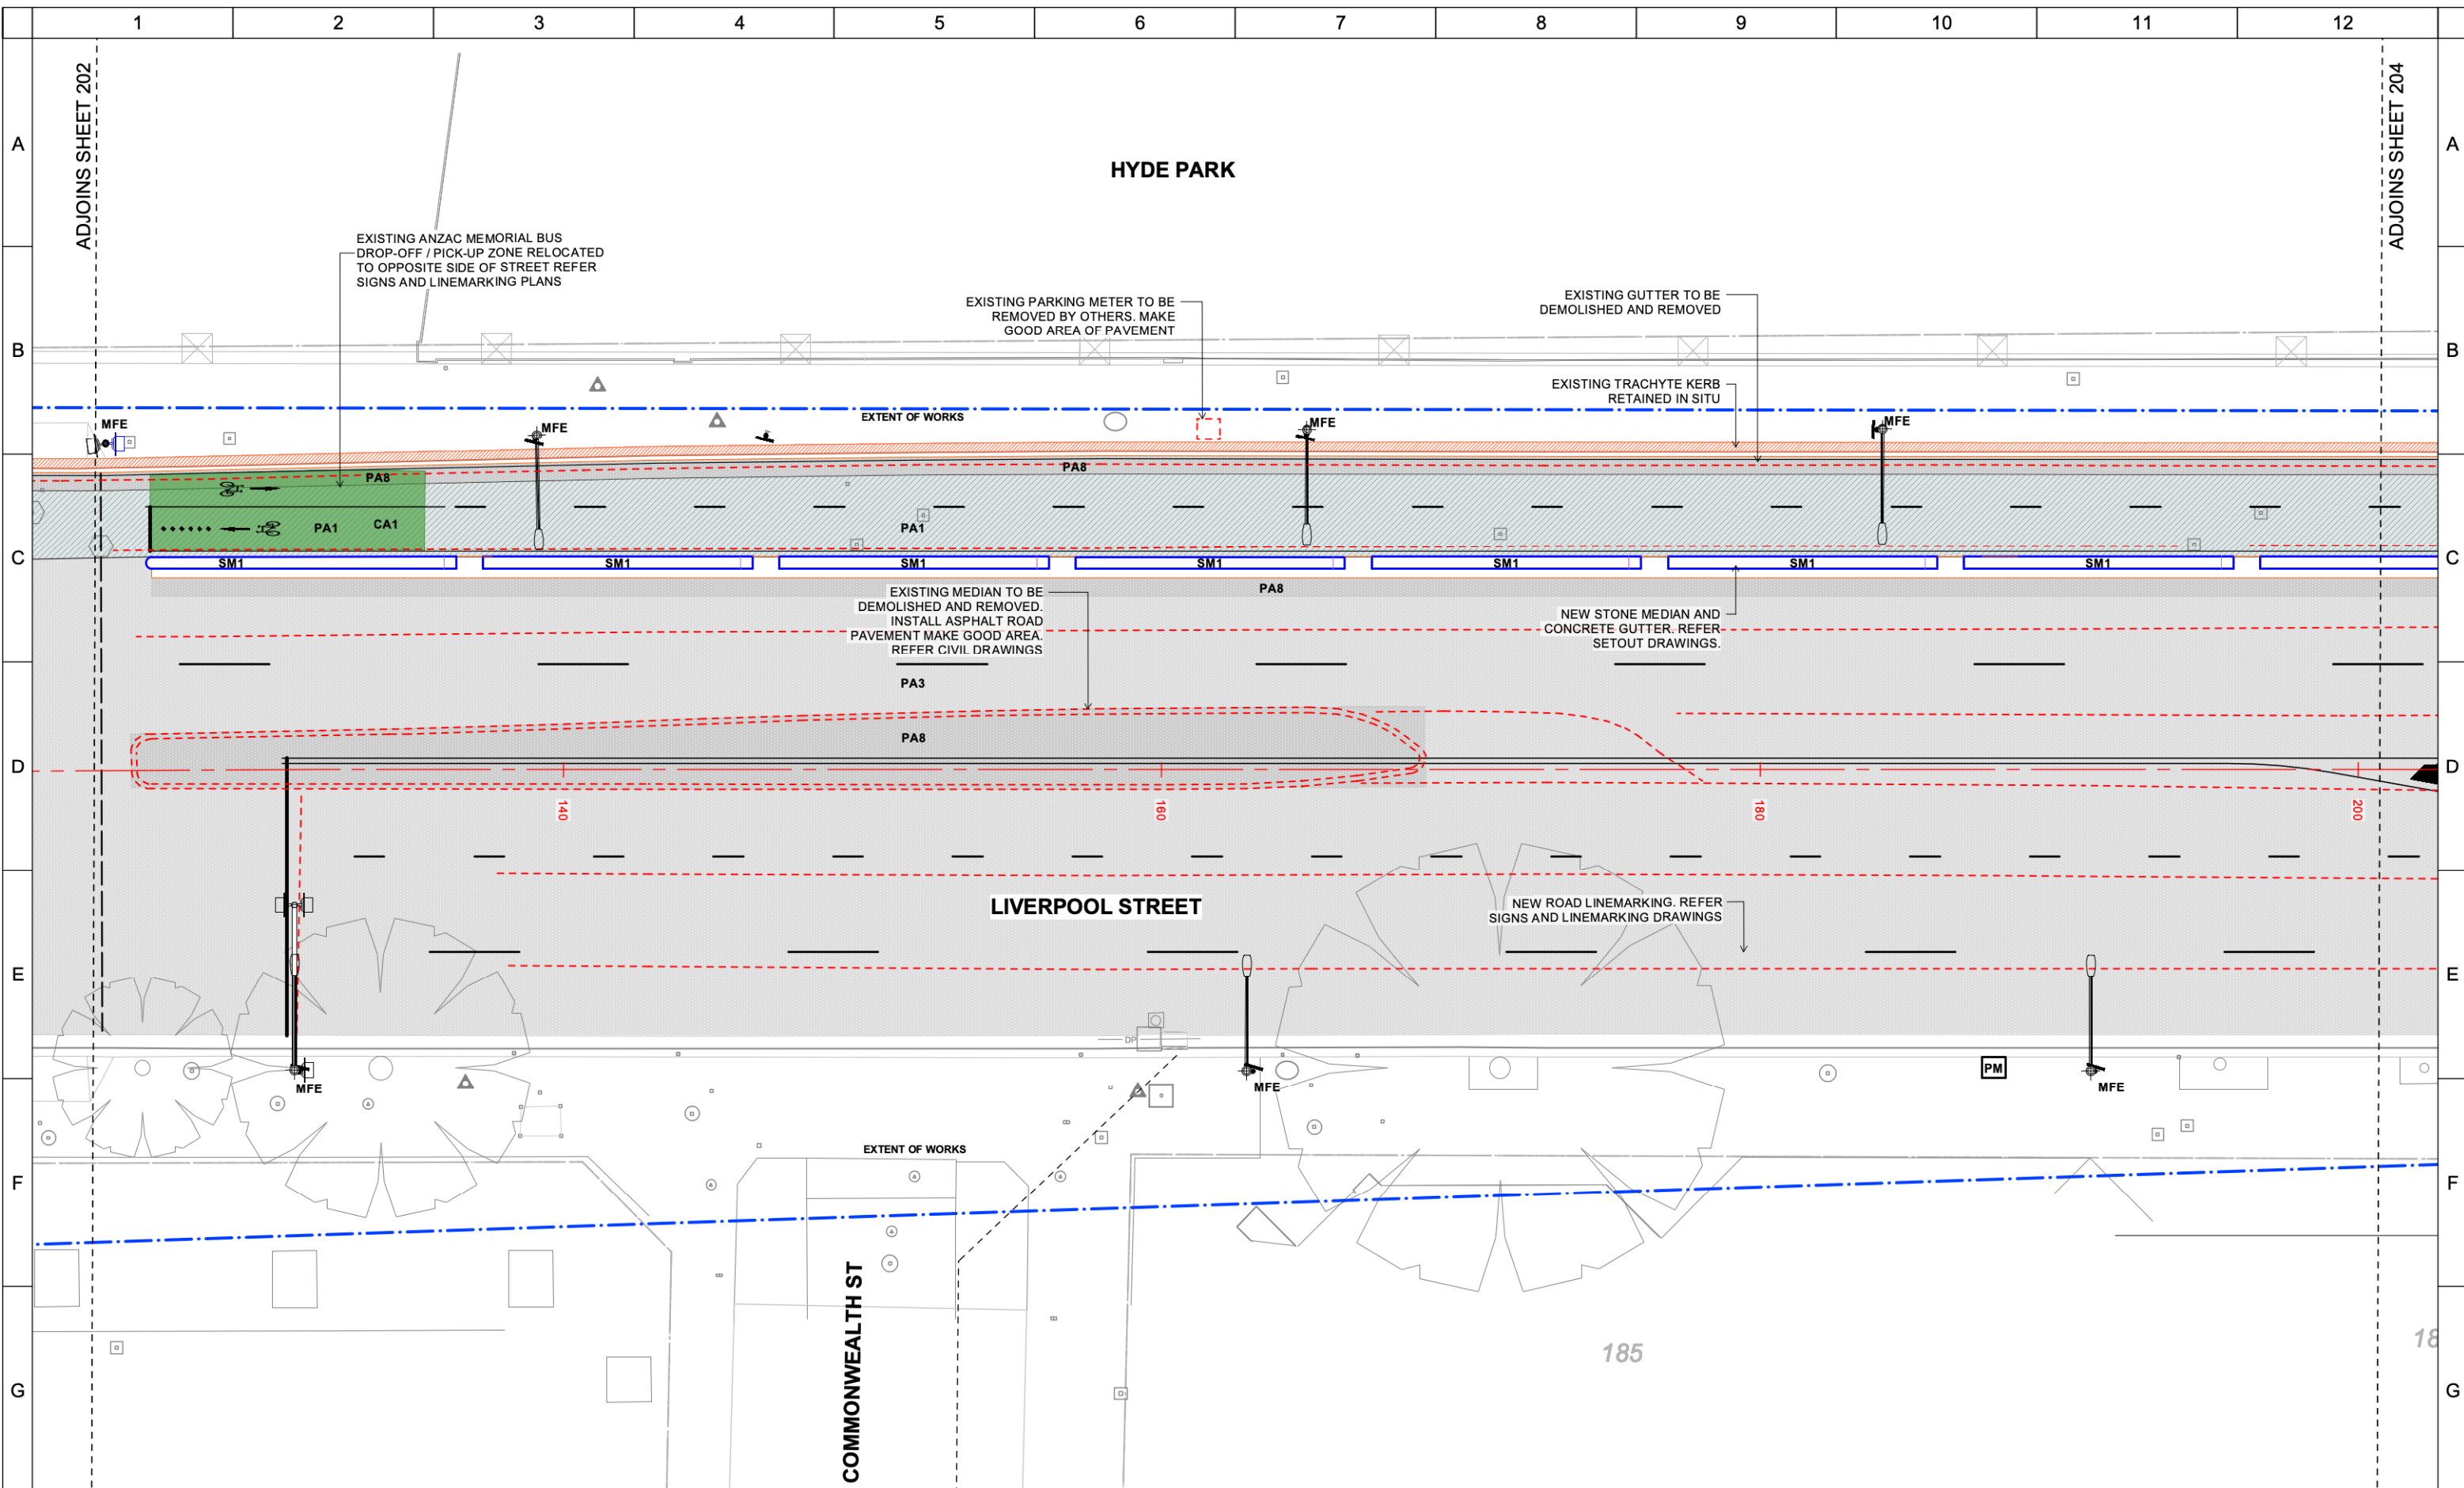 1 2 3 4 5 6 7 8 9 10 11 12
ADJOINS SHEET 202
ADJOINS SHEET 204
A
A
HYDE PARK
EXISTING ANZAC MEMORIAL BUS
DROP-OFF / PICK-UP ZONE RELOCATED
TO OPPOSITE SIDE OF STREET REFER
SIGNS AND LINEMARKING PLANS
EXISTING PARKING METER TO BE
REMOVED BY OTHERS. MAKE
GOOD AREA OF PAVEMENT
EXISTING GUTTER TO BE
DEMOLISHED AND REMOVED
B
B
EXISTING TRACHYTE KERB
RETAINED IN SITU
EXTENT OF WORKS
MFE
MFE
MFE
MFE
PA8
PA8
PA1
CA1
PA1
C
C
SM1 SM1 SM1 SM1 SM1 SM1 SM1
PA8
EXISTING MEDIAN TO BE
DEMOLISHED AND REMOVED.
INSTALL ASPHALT ROAD
PAVEMENT MAKE GOOD AREA.
REFER CIVIL DRAWINGS
NEW STONE MEDIAN AND
CONCRETE GUTTER. REFER
SETOUT DRAWINGS.
PA3
PA8
D
D
140
160
180
200
LIVERPOOL STREET
NEW ROAD LINEMARKING. REFER
SIGNS AND LINEMARKING DRAWINGS
E
E
DP
PM
MFE
MFE
MFE
EXTENT OF WORKS
F
F
COMMONWEALTH ST
185
18
G
G